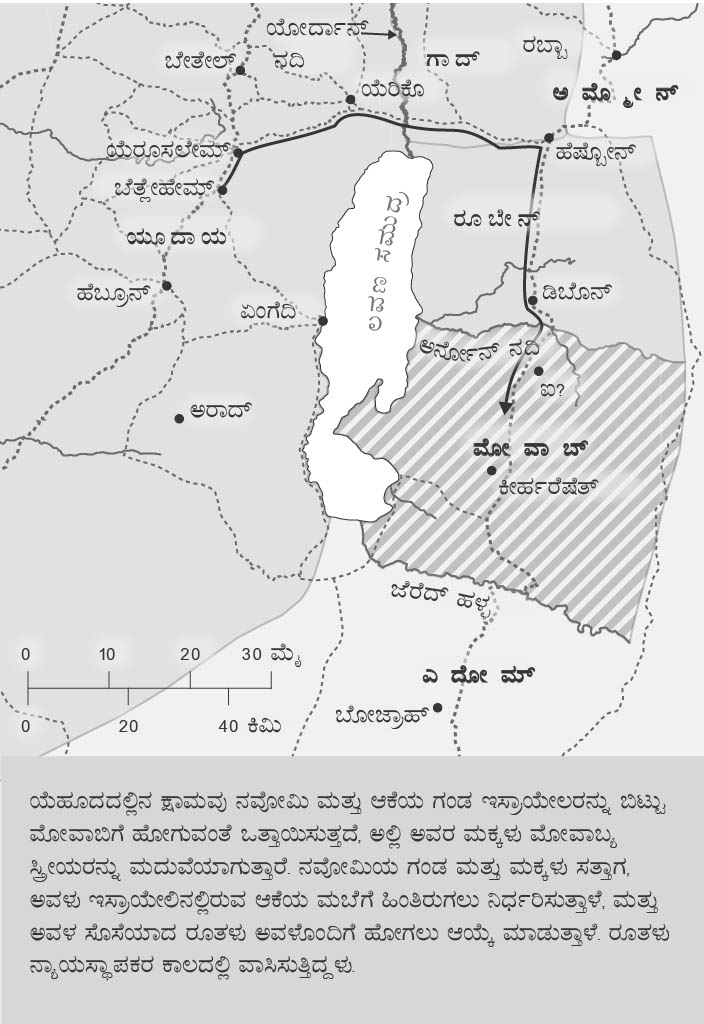 ಯೋರ್ದಾನ್
ನದಿ
ಬೇತೇಲ್
ಗಾದ್
ರಬ್ಬಾ
ಯೆರಿಕೊ
ಅಮ್ಮೋನ್
ಯೆರೂಸಲೇಮ್
ಹೆಷ್ಬೋನ್
ಬೆತ್ಲೇಹೇಮ್
ರೂಬೇನ್
ಯೂದಾಯ
ಲವಣ ಸಮುದ್ರ
ಹೆಬ್ರೂನ್
ಡಿಬೊನ್
ಏಂಗೆದಿ
ಅರ್ನೋನ್ ನದಿ
ಐ?
ಅರಾದ್
ಮೋವಾಬ್
ಕೀರ್ಹರೆಷೆತ್
ಜೆರೆದ್ ಹಳ್ಳ
0 10 20 30 ಮೈ
ಎದೋಮ್
0 20 40 ಕಿಮಿ
ಬೋಜ್ರಾಹ್
ಯೆಹೂದದಲ್ಲಿನ ಕ್ಷಾಮವು ನವೋಮಿ ಮತ್ತು ಆಕೆಯ ಗಂಡ ಇಸ್ರಾಯೇಲರನ್ನು ಬಿಟ್ಟು
ಮೋವಾಬಿಗೆ ಹೋಗುವಂತೆ ಒತ್ತಾಯಿಸುತ್ತದೆ, ಅಲ್ಲಿ ಅವರ ಮಕ್ಕಳು ಮೋವಾಬ್ಯ
ಸ್ತ್ರೀಯರನ್ನು ಮದುವೆಯಾಗುತ್ತಾರೆ. ನವೋಮಿಯ ಗಂಡ ಮತ್ತು ಮಕ್ಕಳು ಸತ್ತಾಗ,
ಅವಳು ಇಸ್ರಾಯೇಲಿನಲ್ಲಿರುವ ಆಕೆಯ ಮಬೆಗೆ ಹಿಂತಿರುಗಲು ನಿರ್ಧರಿಸುತ್ತಾಳೆ, ಮತ್ತು
ಅವಳ ಸೊಸೆಯಾದ ರೂತಳು ಅವಳೊಂದಿಗೆ ಹೋಗಲು ಆಯ್ಕೆ ಮಾಡುತ್ತಾಳೆ. ರೂತಳು
ನ್ಯಾಯಸ್ಥಾಪಕರ ಕಾಲದಲ್ಲಿ ವಾಸಿಸುತ್ತಿದ್ದಳು.